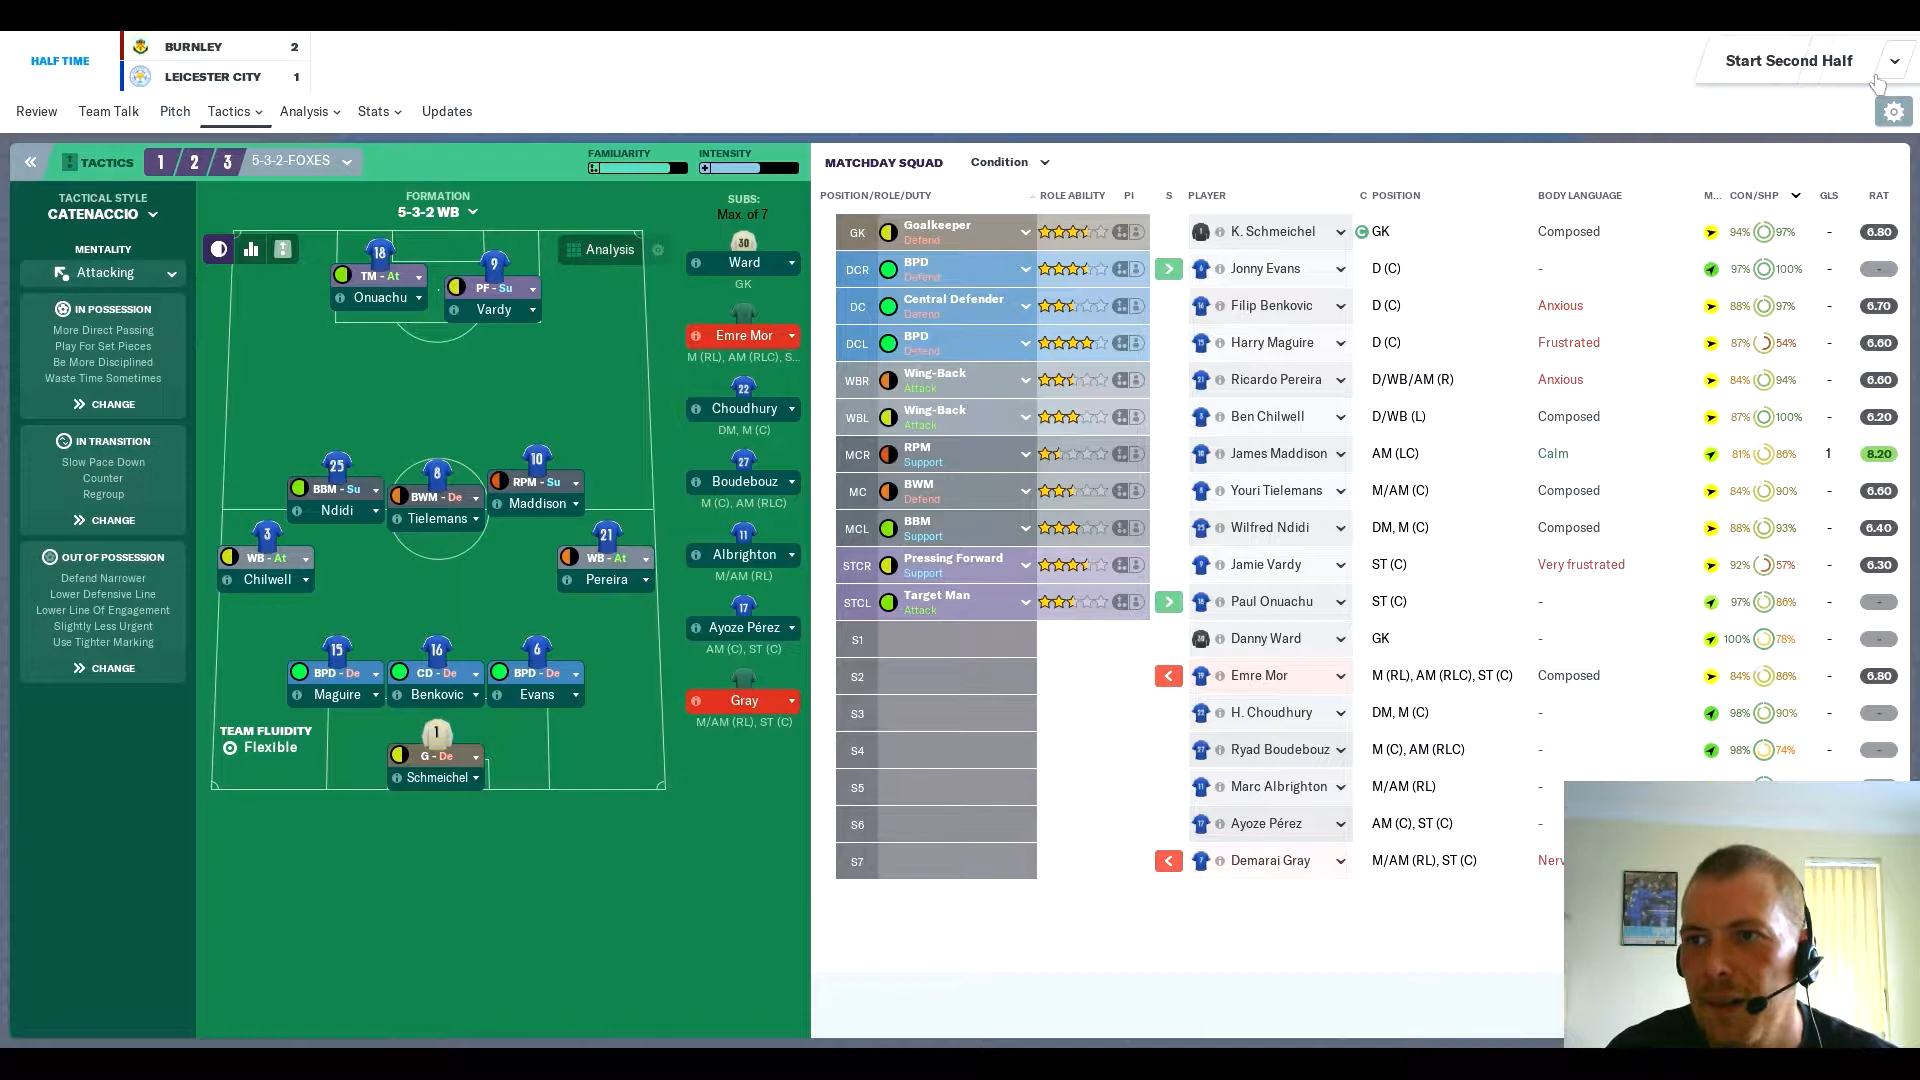 HALF TIME
BURNLEY 2
LEICESTER CITY 1
Start Second Half
Review Team Talk Pitch Tactics Analysis Stats Updates
TACTICS 1 2 3 5-3-2-FOXES
FAMILIARITY
INTENSITY
TACTICAL STYLE
CATENACCIO
MENTALITY
Attacking
IN POSSESSION
More Direct Passing
Play For Set Pieces
Be More Disciplined
Waste Time Sometimes
CHANGE
IN TRANSITION
Slow Pace Down
Counter
Regroup
CHANGE
OUT OF POSSESSION
Defend Narrower
Lower Defensive Line
Lower Line Of Engagement
Slightly Less Urgent
Use Tighter Marking
CHANGE
FORMATION
5-3-2 WB
Analysis
18
TM - At
Onuachu
9
PF - Su
Vardy
25
BBM - Su
Ndidi
8
BWM - De
Tielemans
10
RPM - Su
Maddison
3
WB - At
Chilwell
21
WB - At
Pereira
15
BPD - De
Maguire
16
CD - De
Benkovic
6
BPD - De
Evans
1
G - De
Schmeichel
TEAM FLUIDITY
Flexible
SUBS:
Max. of 7
30
Ward
GK
Emre Mor
M (RL), AM (RLC), S...
22
Choudhury
DM, M (C)
27
Boudebouz
M (C), AM (RLC)
11
Albrighton
M/AM (RL)
17
Ayoze Pérez
AM (C), ST (C)
Gray
M/AM (RL), ST (C)
MATCHDAY SQUAD Condition
POSITION/ROLE/DUTY ROLE ABILITY PI S PLAYER C POSITION BODY LANGUAGE M... CON/SHP GLS RAT
GK Goalkeeper Defend K. Schmeichel C GK Composed 94% 97% - 6.80
DCR BPD Defend Jonny Evans D (C) - 97% 100% - -
DC Central Defender Defend Filip Benkovic D (C) Anxious 88% 97% - 6.70
DCL BPD Defend Harry Maguire D (C) Frustrated 87% 54% - 6.60
WBR Wing-Back Attack Ricardo Pereira D/WB/AM (R) Anxious 84% 94% - 6.60
WBL Wing-Back Attack Ben Chilwell D/WB (L) Composed 87% 100% - 6.20
MCR RPM Support James Maddison AM (LC) Calm 81% 86% 1 8.20
MC BWM Defend Youri Tielemans M/AM (C) Composed 84% 90% - 6.60
MCL BBM Support Wilfred Ndidi DM, M (C) Composed 88% 93% - 6.40
STCR Pressing Forward Support Jamie Vardy ST (C) Very frustrated 92% 57% - 6.30
STCL Target Man Attack Paul Onuachu ST (C) - 97% 86% - -
S1 Danny Ward GK - 100% 78% - -
S2 Emre Mor M (RL), AM (RLC), ST (C) Composed 84% 86% - 6.80
S3 H. Choudhury DM, M (C) - 98% 90% - -
S4 Ryad Boudebouz M (C), AM (RLC) - 98% 74% - -
S5 Marc Albrighton M/AM (RL) -
S6 Ayoze Pérez AM (C), ST (C) -
S7 Demarai Gray M/AM (RL), ST (C) Nerv